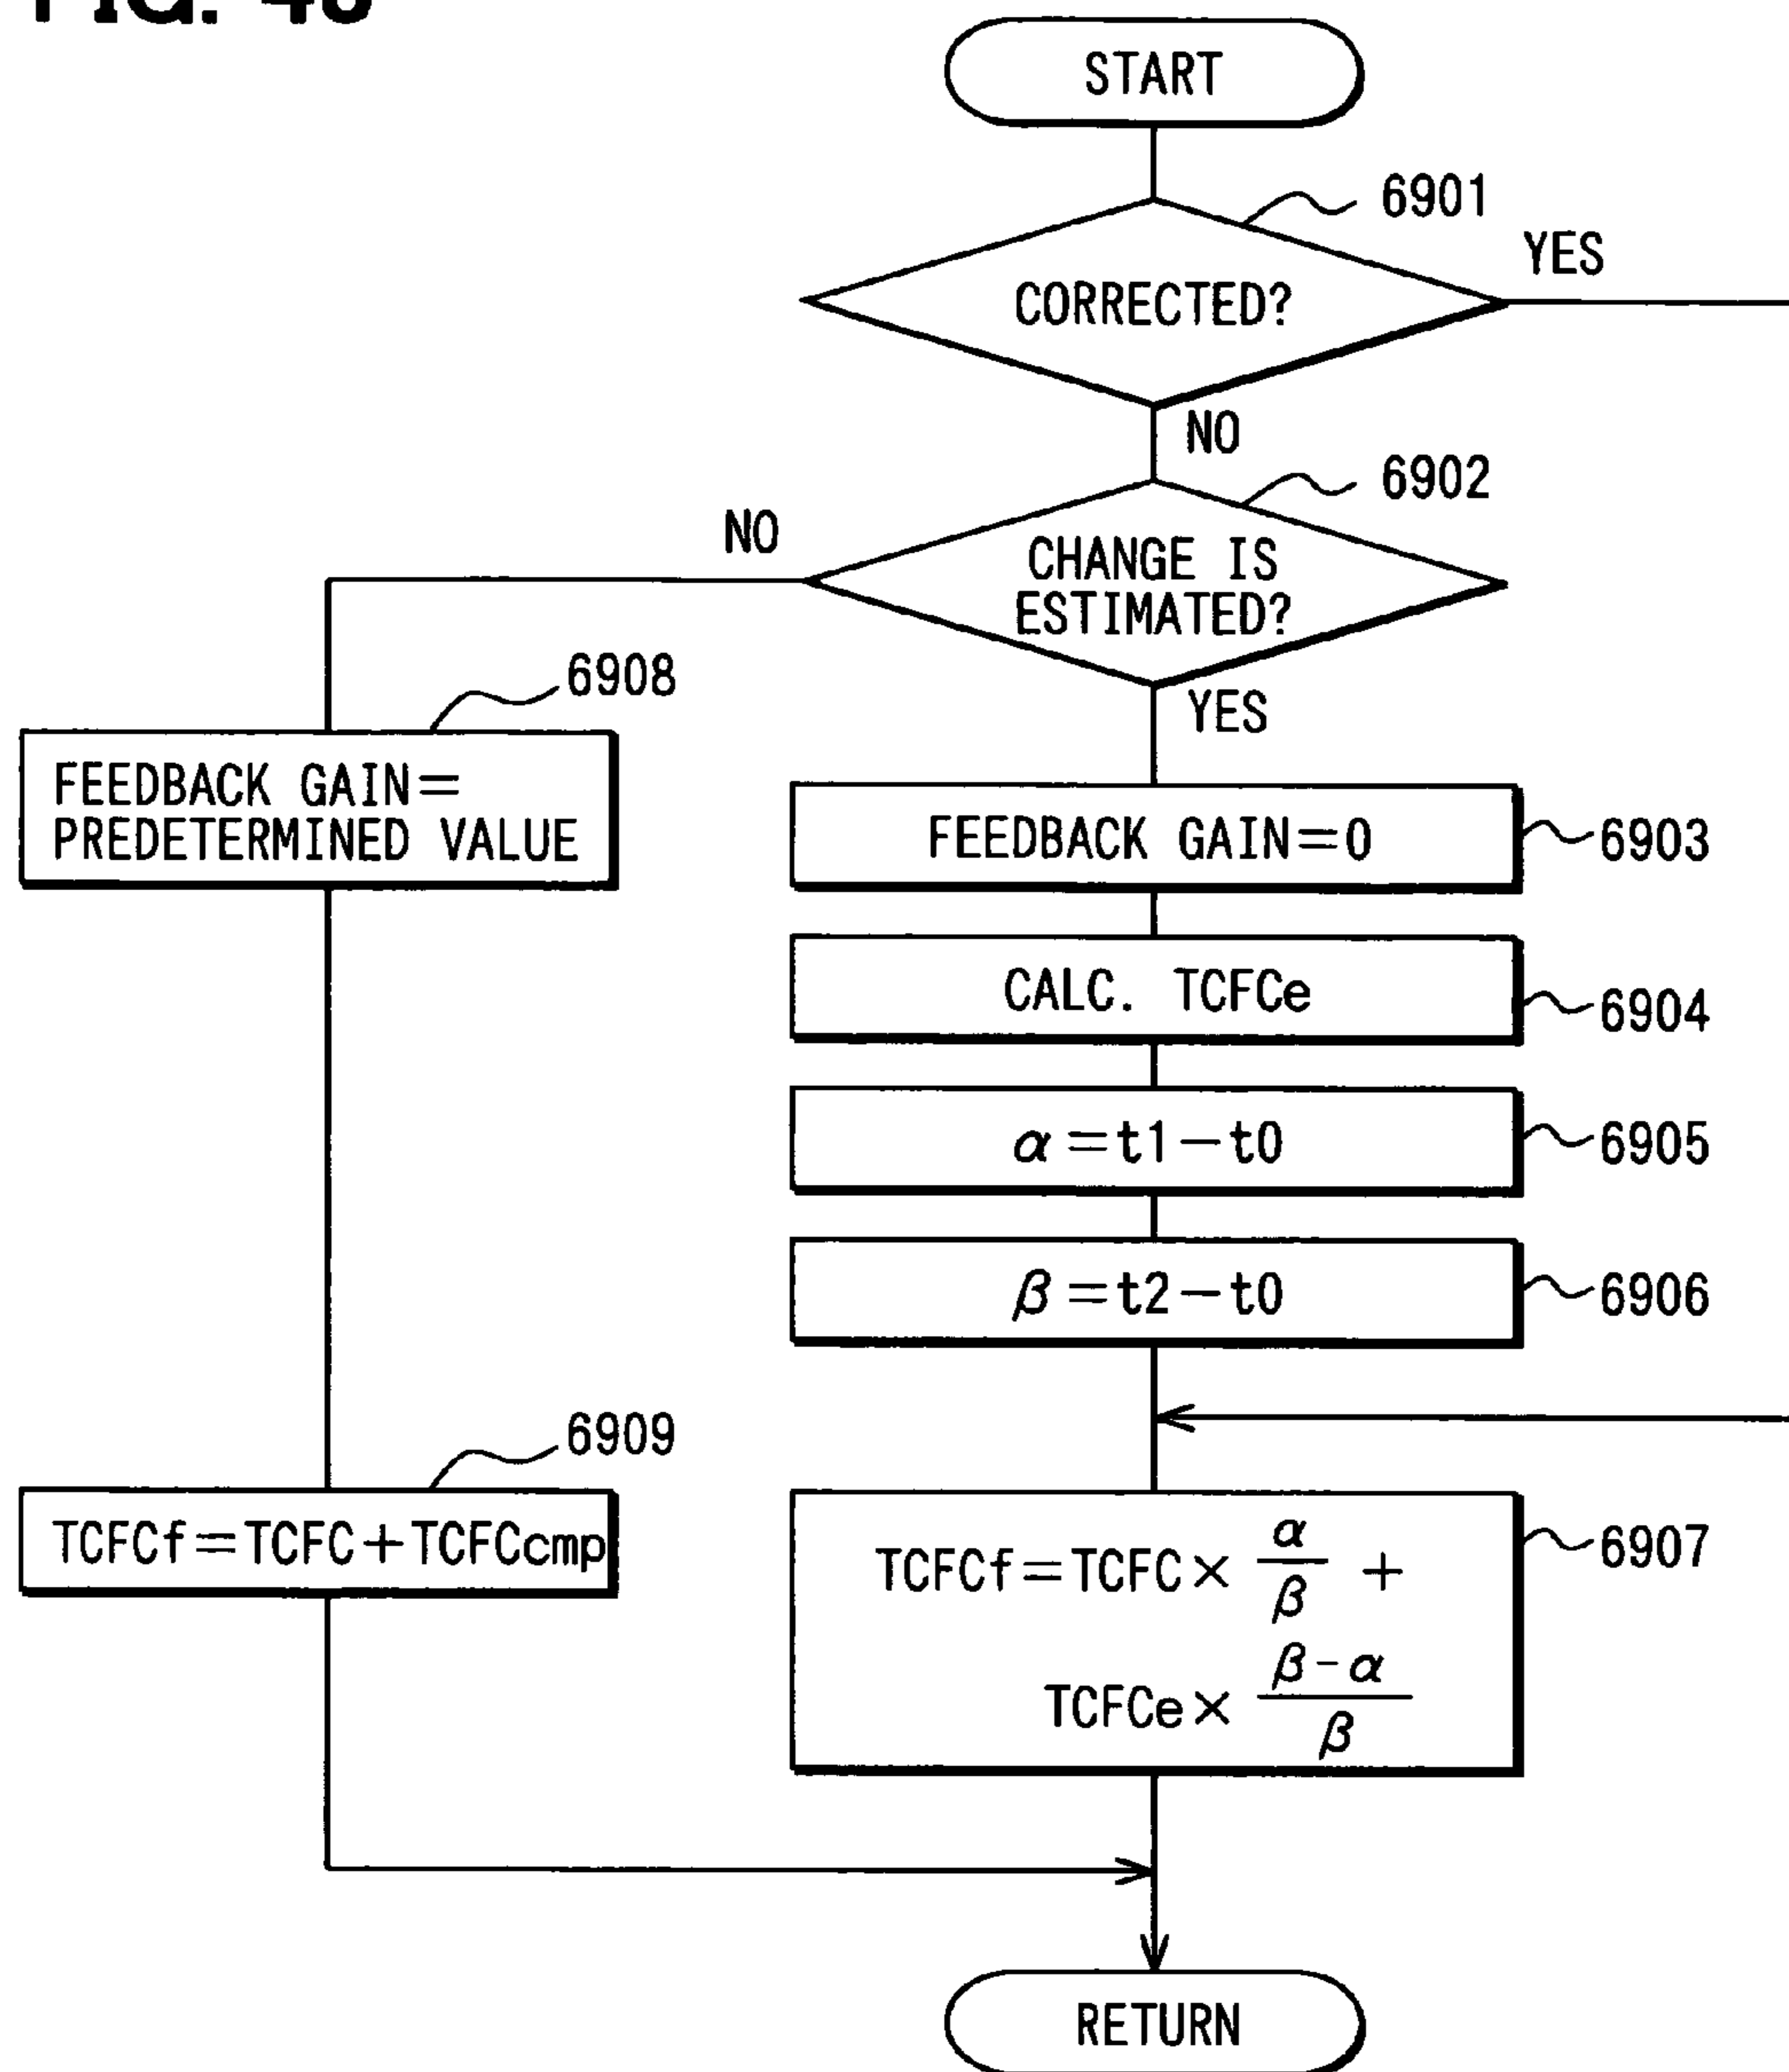 START
6901
YES
CORRECTED?
NO
6902
NO
CHANGE IS
ESTIMATED?
YES
6908
FEEDBACK GAIN=
PREDETERMINED VALUE
FEEDBACK GAIN=0
6903
CALC. TCFCe
6904
α=t1−t0
6905
β=t2−t0
6906
6909
TCFCf=TCFC+TCFCcmp
TCFCf=TCFC× α/β +
TCFCe× β-α/β
6907
RETURN